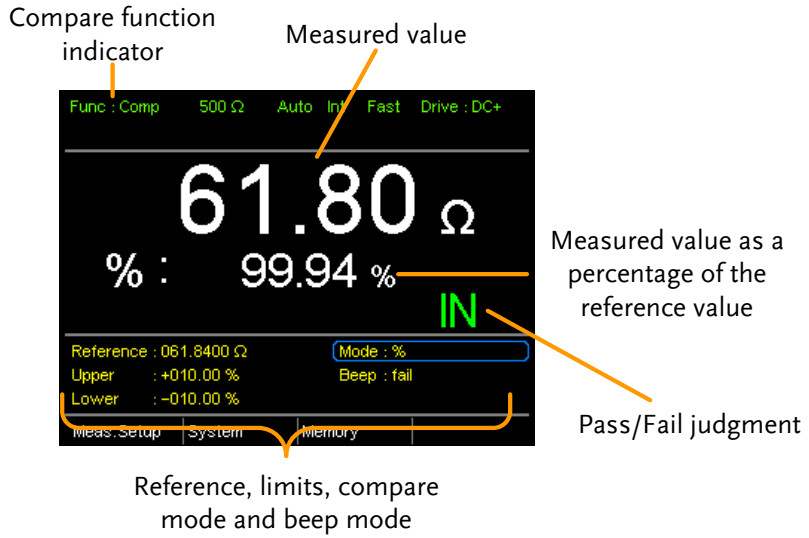 Compare function
indicator
Measured value
Func : Comp 500 Ω Auto Int Fast Drive : DC+
61.80 Ω
% : 99.94 %
IN
Measured value as a
percentage of the
reference value
Reference : 061.8400 Ω Mode : %
Upper : +010.00 % Beep : fail
Lower : -010.00 %
Meas.Setup System Memory
Pass/Fail judgment
Reference, limits, compare
mode and beep mode